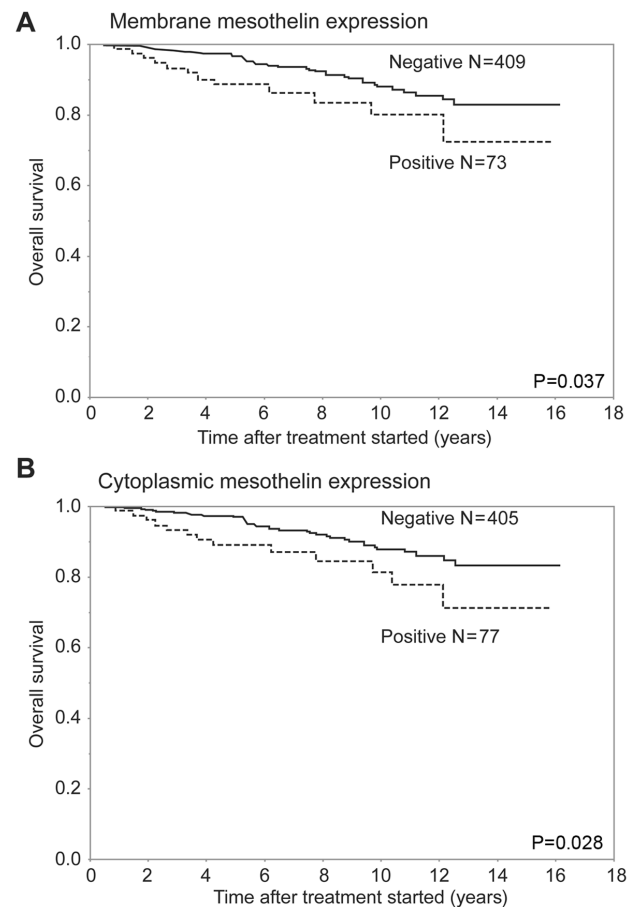 A
Membrane mesothelin expression
1.0
Negative N=409
0.8
Positive N=73
0.6
Overall survival
0.4
0.2
0.0
P=0.037
0 2 4 6 8 10 12 14 16 18
Time after treatment started (years)
B
Cytoplasmic mesothelin expression
1.0
Negative N=405
0.8
Positive N=77
0.6
Overall survival
0.4
0.2
P=0.028
0.0
0 2 4 6 8 10 12 14 16 18
Time after treatment started (years)